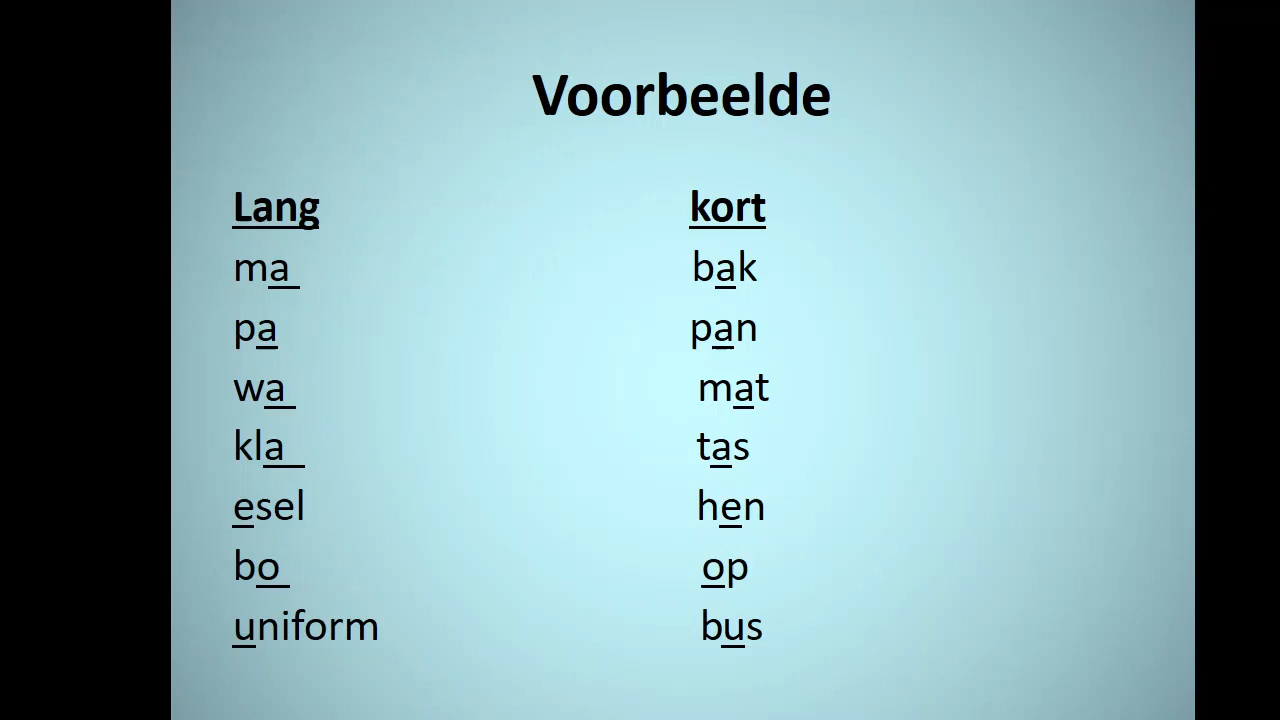 Voorbeelde
Lang kort
ma bak
pa pan
wa mat
kla tas
esel hen
bo op
uniform bus